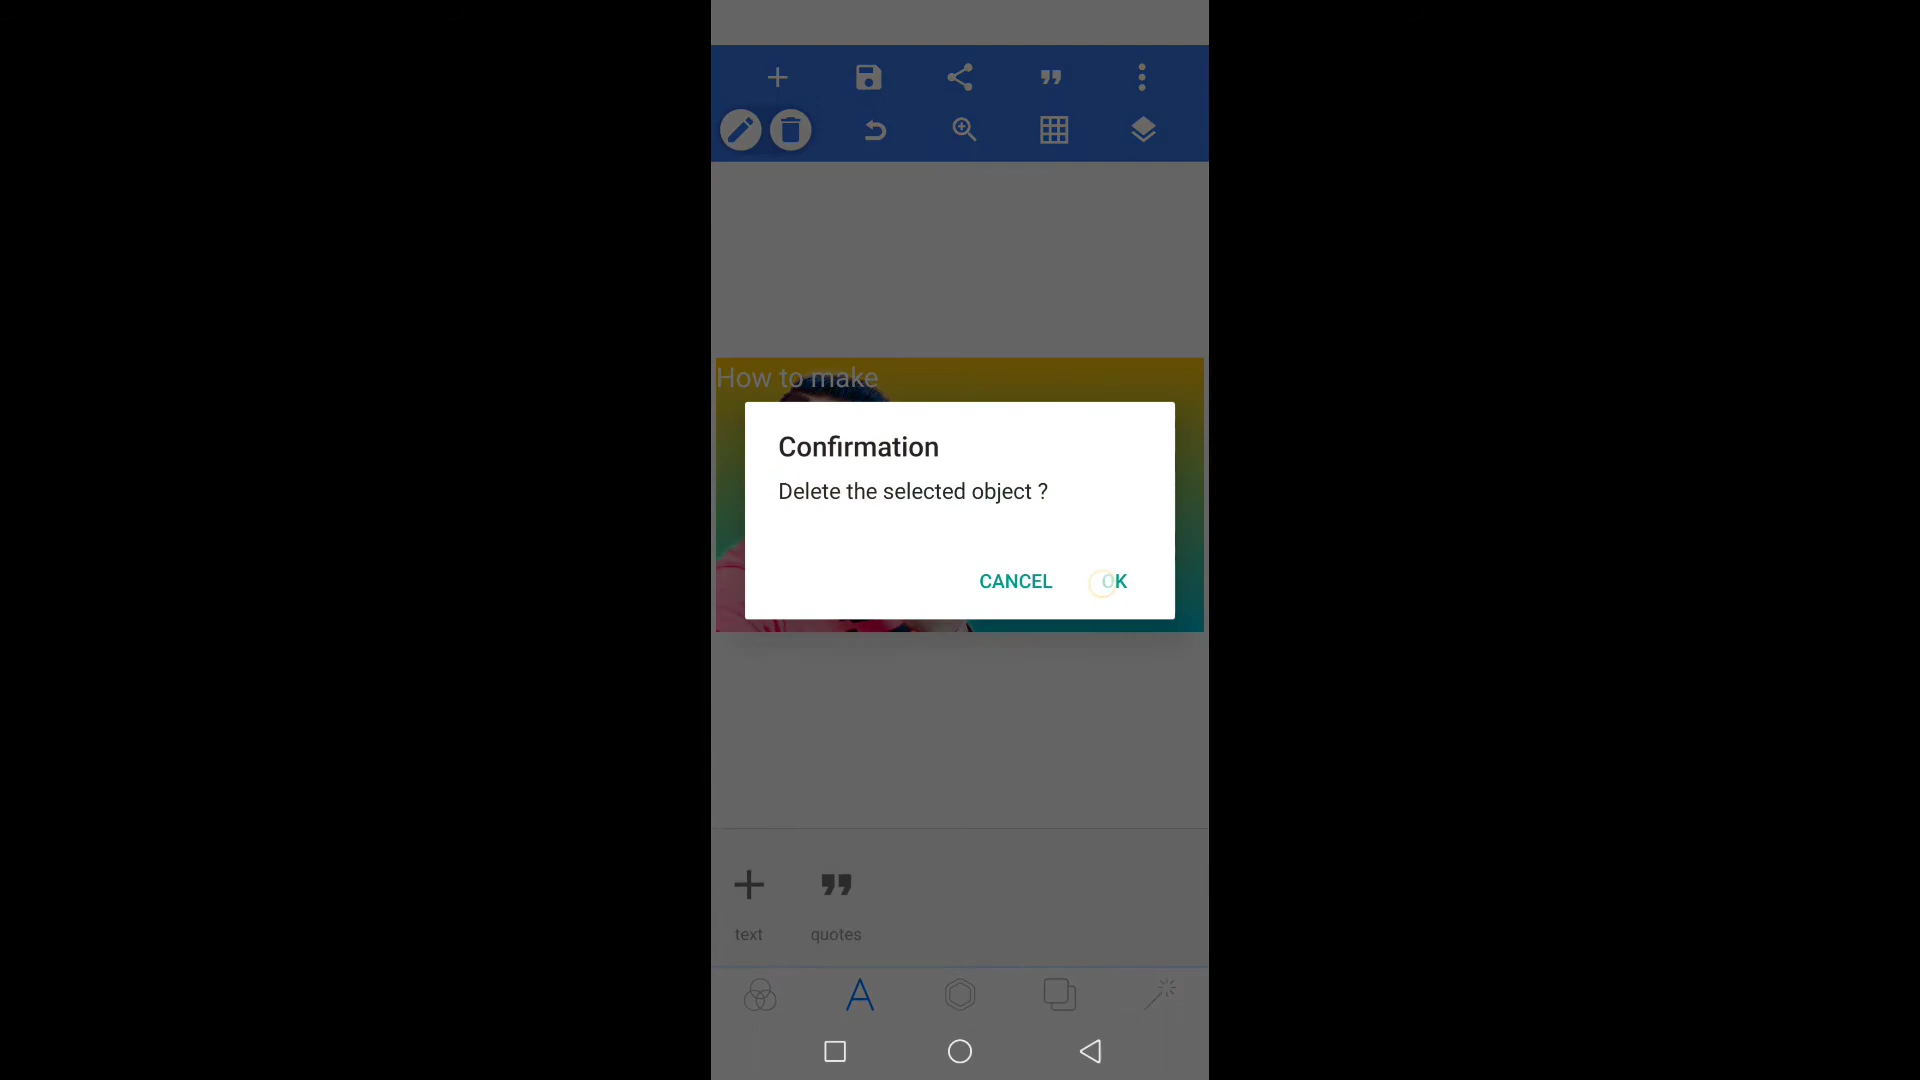 How to make
Confirmation
Delete the selected object ?
CANCEL OK
text quotes